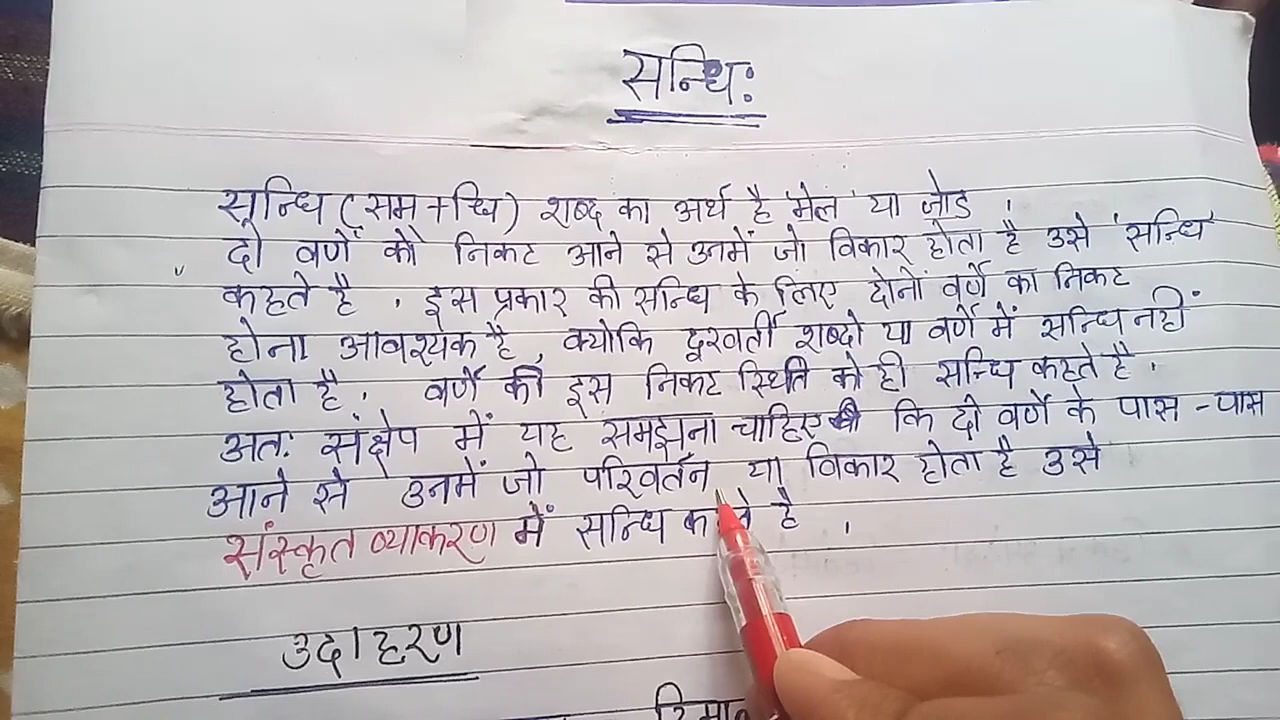 सन्धिः
सन्धि (सम + धि) शब्द का अर्थ है 'मेल' या जोड ।
दो वर्णे को निकट आने से उनमें जो विकार होता है उसे 'सन्धि'
कहते है । इस प्रकार की सन्धि के लिए दोनों वर्णे का निकट
होना आवश्यक है, क्योकि दूरवर्ती शब्दो या वर्णे में सन्धि नहीं
होता है । वर्णे की इस निकट स्थिति को ही सन्धि कहते है ।
अतः संक्षेप में यह समझना चाहिए कि दो वर्णे के पास - पास
आने से उनमें जो परिवर्तन या विकार होता है उसे
संस्कृत व्याकरण में सन्धि कहते है ।
उदाहरण